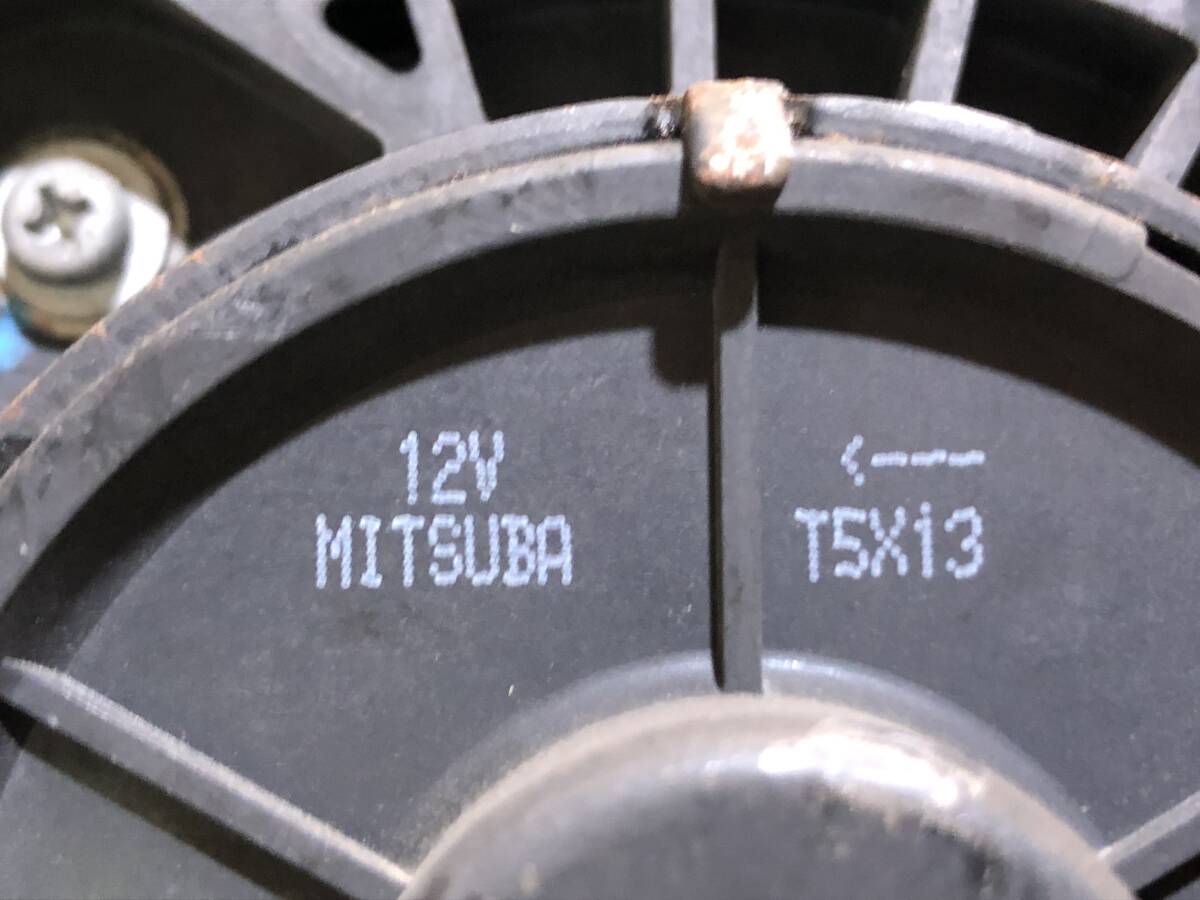 12V
MITSUBA
<---
T5X13